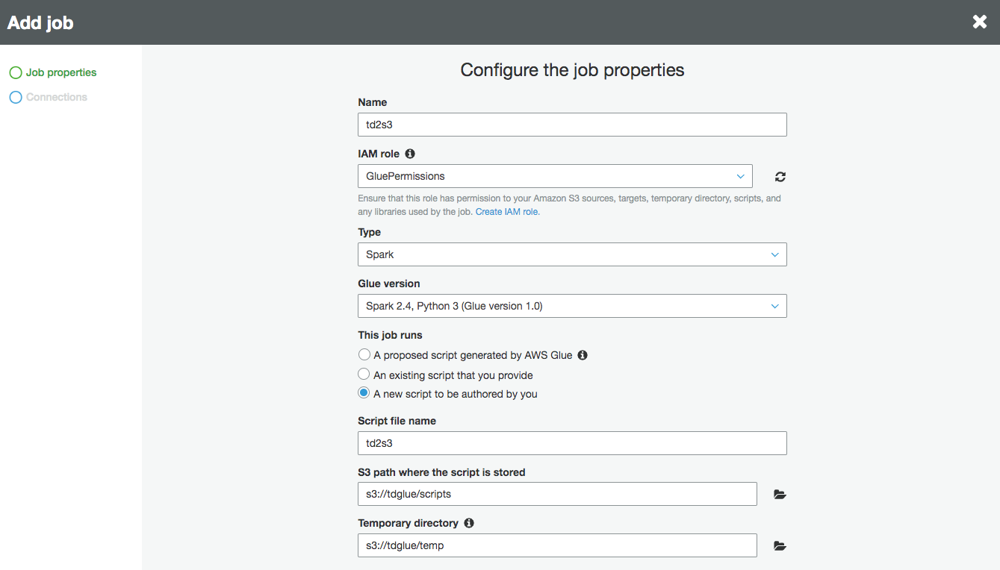 Add job
Job properties
Connections
Configure the job properties
Name
td2s3
IAM role
GluePermissions
Ensure that this role has permission to your Amazon S3 sources, targets, temporary directory, scripts, and
any libraries used by the job. Create IAM role.
Type
Spark
Glue version
Spark 2.4, Python 3 (Glue version 1.0)
This job runs
A proposed script generated by AWS Glue
An existing script that you provide
A new script to be authored by you
Script file name
td2s3
S3 path where the script is stored
s3://tdglue/scripts
Temporary directory
s3://tdglue/temp